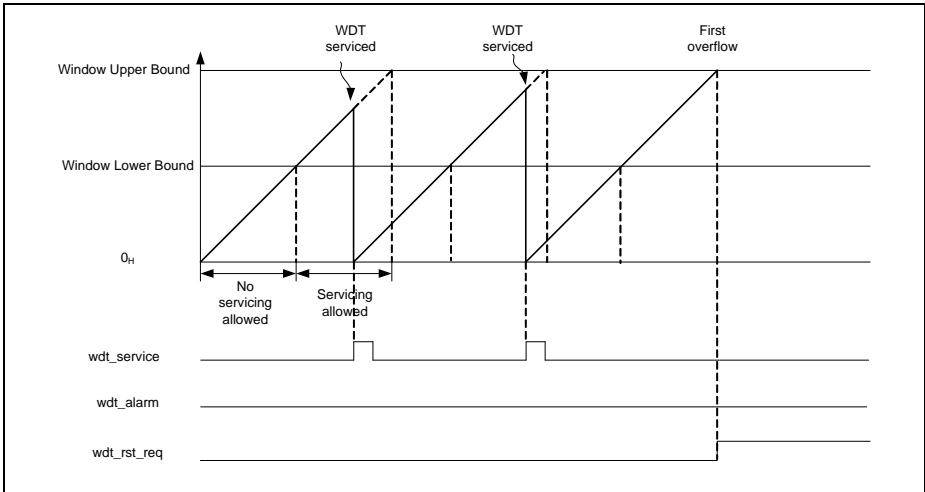 WDT
serviced
WDT
serviced
First
overflow
Window Upper Bound
Window Lower Bound
0H
No
servicing
allowed
Servicing
allowed
wdt_service
wdt_alarm
wdt_rst_req